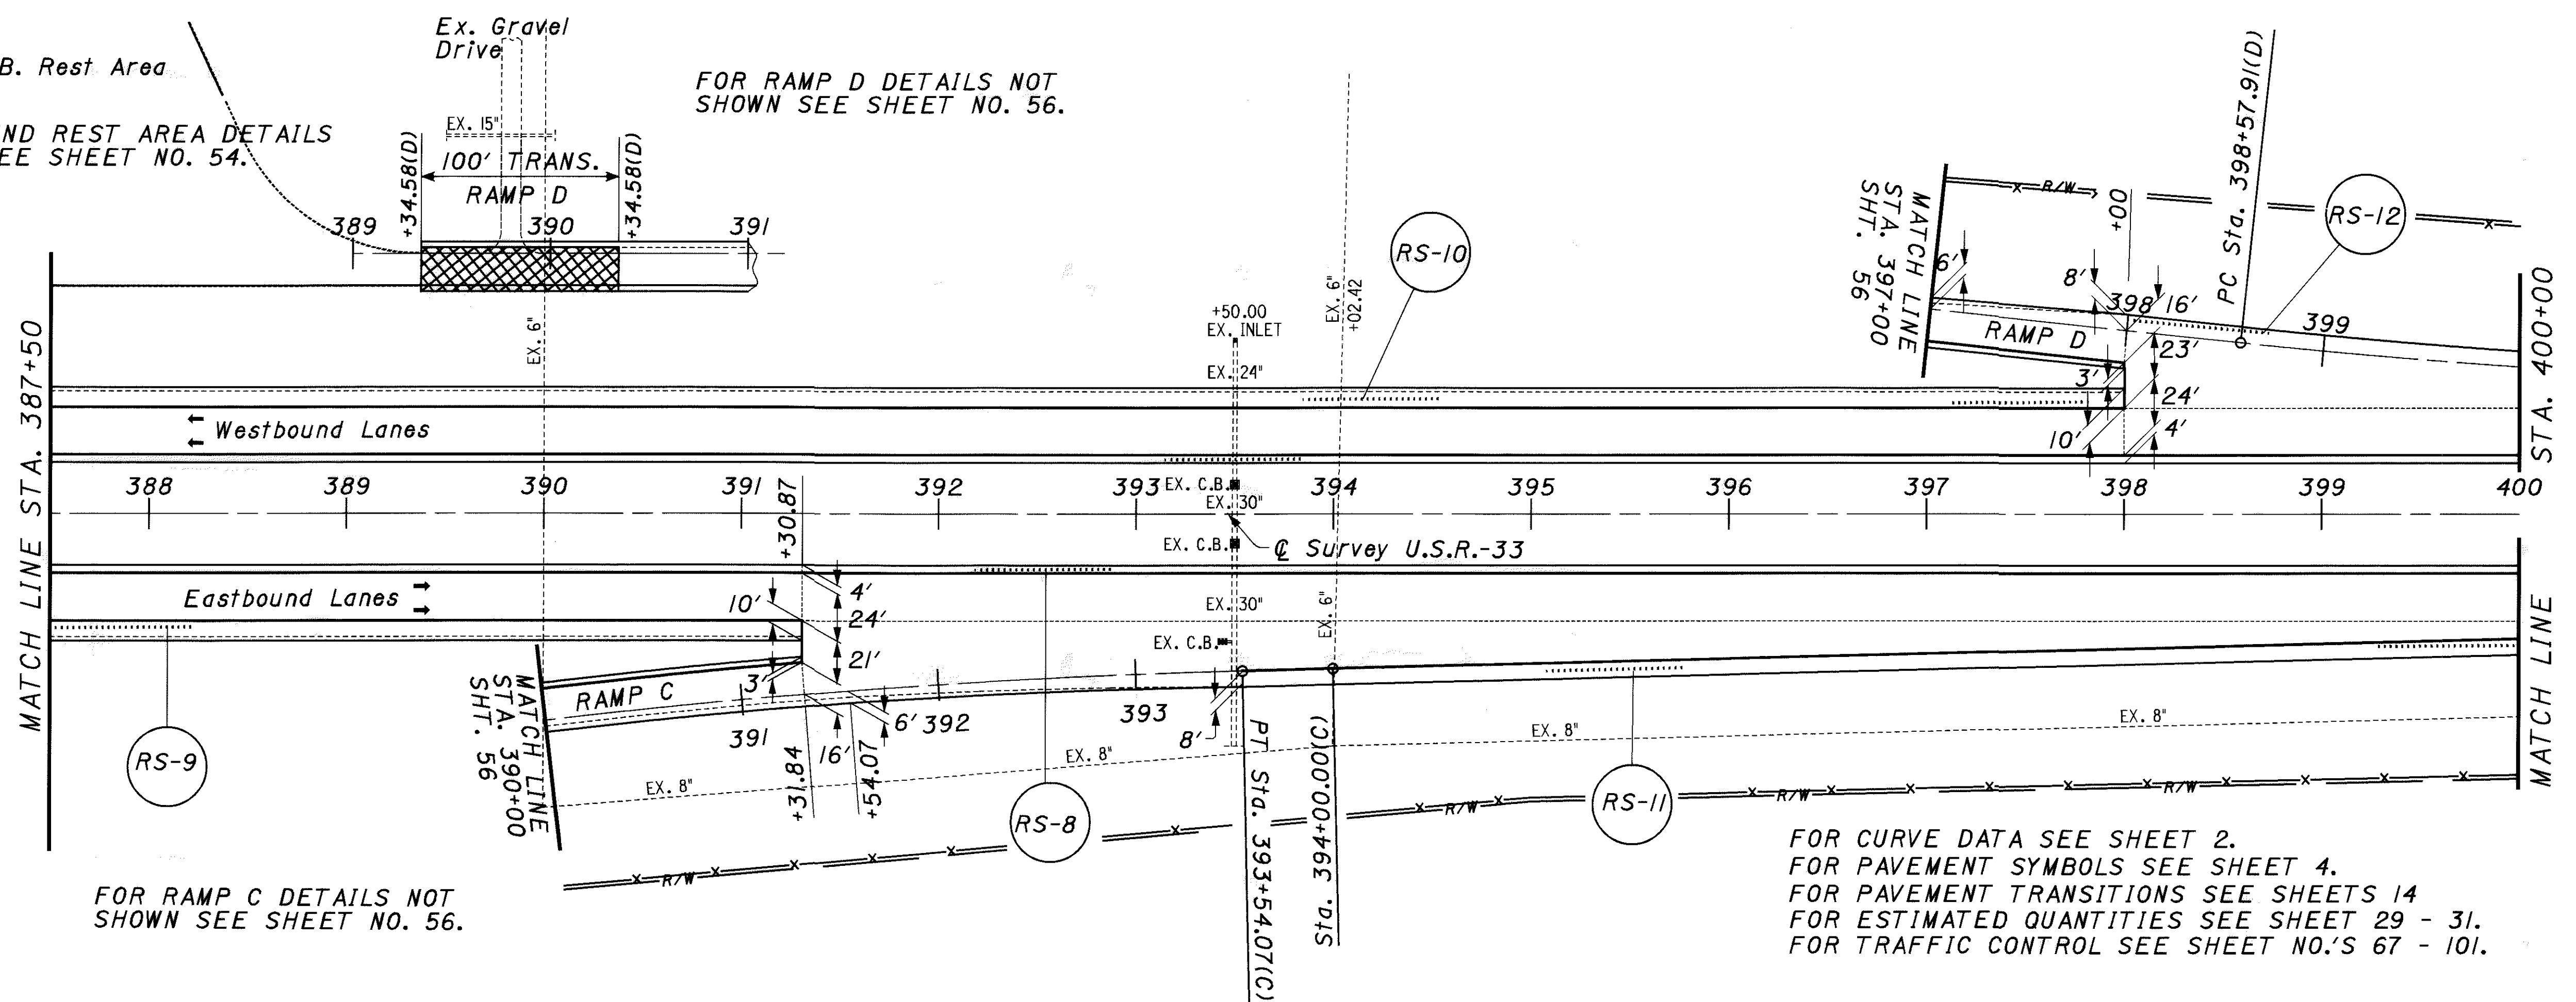 Ex. Gravel
Drive
B. Rest Area
FOR RAMP D DETAILS NOT
SHOWN SEE SHEET NO. 56.
ND REST AREA DETAILS
EE SHEET NO. 54.
EX. 15"
+34.58(D)
100' TRANS.
RAMP D
+34.58(D)
389
390
391
PC Sta. 398+57.91(D)
RS-12
R/W
+00
MATCH LINE
STA. 397+00
SHT. 56
6'
8'
398
16'
399
RAMP D
23'
3'
24'
10'
4'
RS-10
EX. 6"
+02.42
+50.00
EX. INLET
EX. 24"
EX. 6"
MATCH LINE STA. 387+50
STA. 400+00
MATCH LINE
Westbound Lanes
388
389
390
391
392
393
394
395
396
397
398
399
400
+30.87
EX. C.B.
EX. 30"
EX. C.B.
℄ Survey U.S.R.-33
Eastbound Lanes
10'
4'
24'
21'
3'
EX. 30"
EX. 6"
EX. C.B.
RAMP C
MATCH LINE
STA. 390+00
SHT. 56
391
392
393
6'
16'
8'
+31.84
+54.07
RS-9
RS-8
RS-11
EX. 8"
EX. 8"
EX. 8"
EX. 8"
PT Sta. 393+54.07(C)
Sta. 394+00.00(C)
R/W
R/W
R/W
R/W
FOR RAMP C DETAILS NOT
SHOWN SEE SHEET NO. 56.
FOR CURVE DATA SEE SHEET 2.
FOR PAVEMENT SYMBOLS SEE SHEET 4.
FOR PAVEMENT TRANSITIONS SEE SHEETS 14
FOR ESTIMATED QUANTITIES SEE SHEET 29 - 31.
FOR TRAFFIC CONTROL SEE SHEET NO.'S 67 - 101.